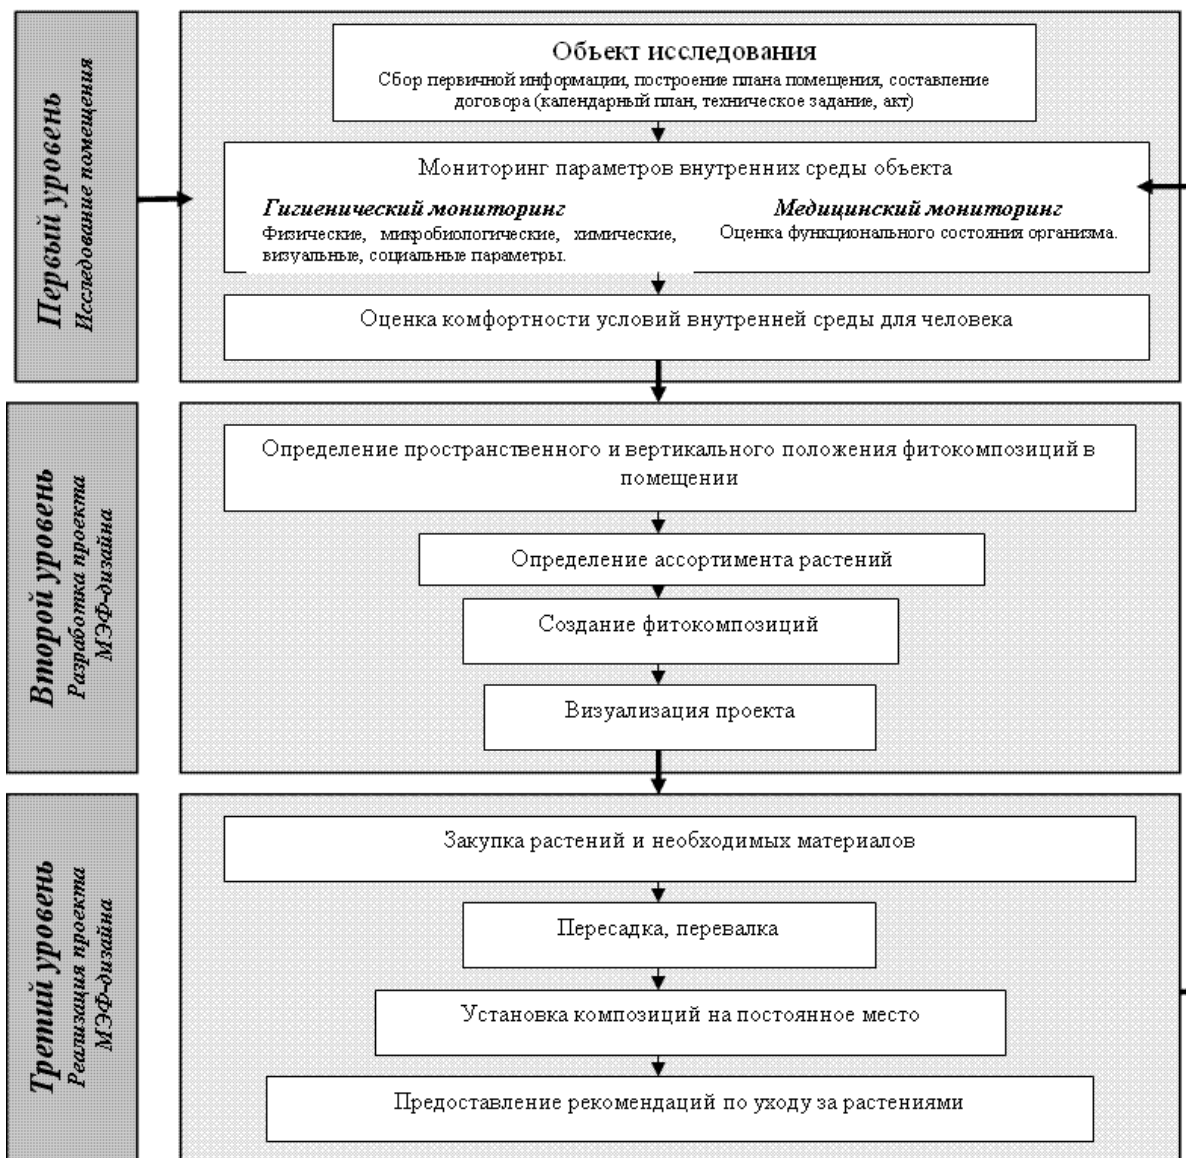 Первый уровень
Исследование помещения
Объект исследования
Сбор первичной информации, построение плана помещения, составление
договора (календарный план, техническое задание, акт)
Мониторинг параметров внутренних среды объекта
Гигиенический мониторинг
Физические, микробиологические, химические,
визуальные, социальные параметры.
Медицинский мониторинг
Оценка функционального состояния организма.
Оценка комфортности условий внутренней среды для человека
Второй уровень
Разработка проекта
МЭФ-дизайна
Определение пространственного и вертикального положения фитокомпозиций в
помещении
Определение ассортимента растений
Создание фитокомпозиций
Визуализация проекта
Третий уровень
Реализация проекта
МЭФ-дизайна
Закупка растений и необходимых материалов
Пересадка, перевалка
Установка композиций на постоянное место
Предоставление рекомендаций по уходу за растениями